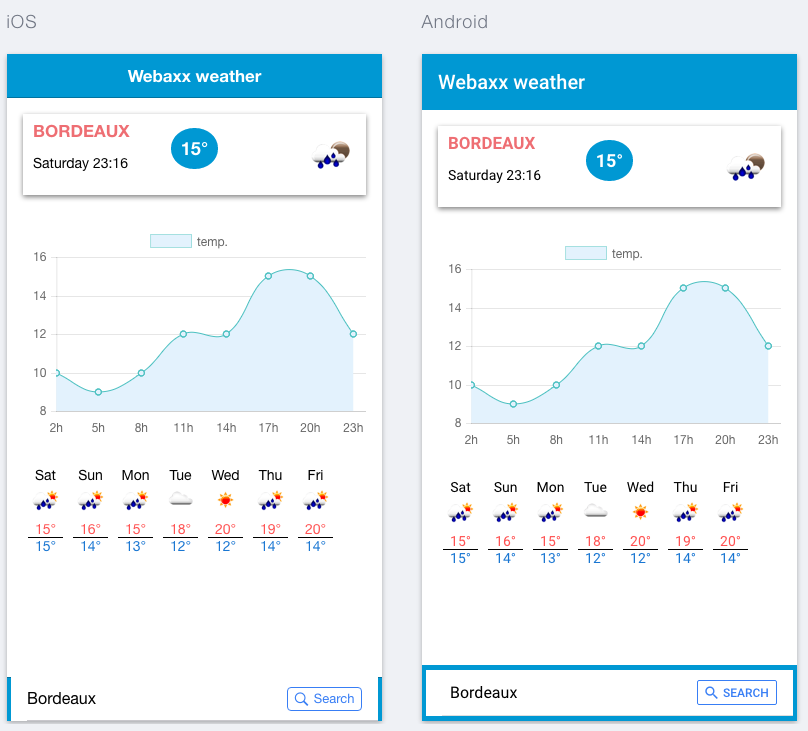 iOS
Webaxx weather
BORDEAUX
15°
Saturday 23:16
temp.
16
14
12
10
8
2h 5h 8h 11h 14h 17h 20h 23h
Sat Sun Mon Tue Wed Thu Fri
15° 16° 15° 18° 20° 19° 20°
15° 14° 13° 12° 12° 14° 14°
Bordeaux
Search
Android
Webaxx weather
BORDEAUX
15°
Saturday 23:16
temp.
16
14
12
10
8
2h 5h 8h 11h 14h 17h 20h 23h
Sat Sun Mon Tue Wed Thu Fri
15° 16° 15° 18° 20° 19° 20°
15° 14° 13° 12° 12° 14° 14°
Bordeaux
SEARCH